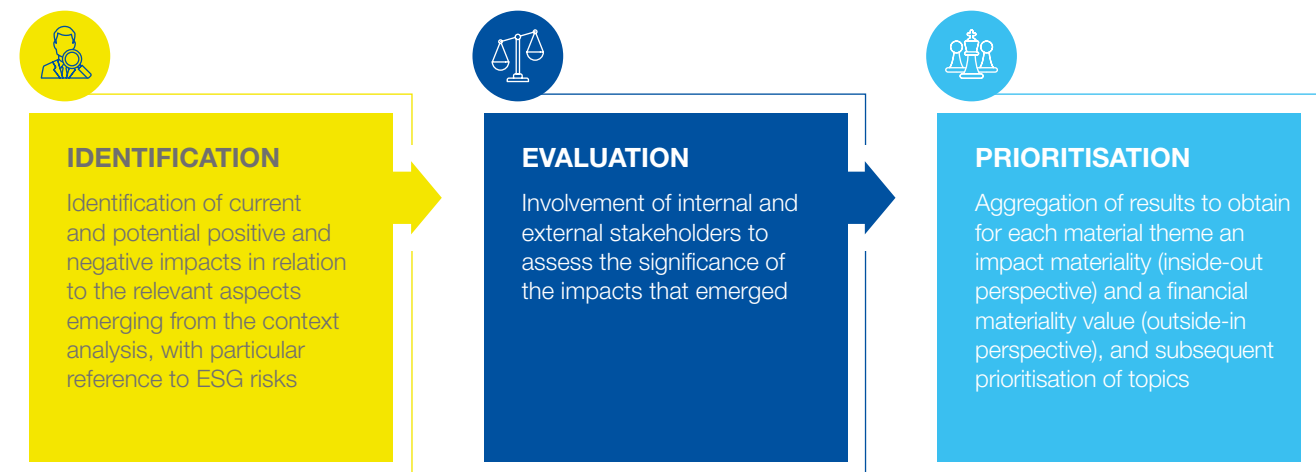 IDENTIFICATION
Identification of current
and potential positive and
negative impacts in relation
to the relevant aspects
emerging from the context
analysis, with particular
reference to ESG risks
EVALUATION
Involvement of internal and
external stakeholders to
assess the significance of
the impacts that emerged
PRIORITISATION
Aggregation of results to obtain
for each material theme an
impact materiality (inside-out
perspective) and a financial
materiality value (outside-in
perspective), and subsequent
prioritisation of topics